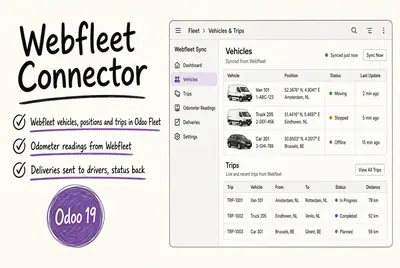 Webfleet
Connector
Webfleet vehicles, positions and trips in Odoo Fleet
Odometer readings from Webfleet
Deliveries sent to drivers, status back
Odoo 19
Fleet > Vehicles & Trips
Webfleet Sync
Dashboard
Vehicles
Trips
Odometer Readings
Deliveries
Settings
Vehicles
Synced from Webfleet
Synced just now
Sync Now
Vehicle Position Status Last Update
Van 101
1-ABC-123
52.3676° N, 4.9041° E
Amsterdam, NL
Moving
2 min ago
Truck 205
2-DEF-456
51.4416° N, 5.4697° E
Eindhoven, NL
Stopped
5 min ago
Car 301
3-GHI-789
50.8503° N, 4.3517° E
Brussels, BE
Offline
15 min ago
Trips
Live and recent trips from Webfleet
View All Trips
Trip Vehicle From To Status Distance
TRP-1001 Van 101 Amsterdam, NL Rotterdam, NL In Progress 78 km
TRP-1002 Truck 205 Eindhoven, NL Venlo, NL Completed 92 km
TRP-1003 Car 301 Brussels, BE Ghent, BE Planned 56 km